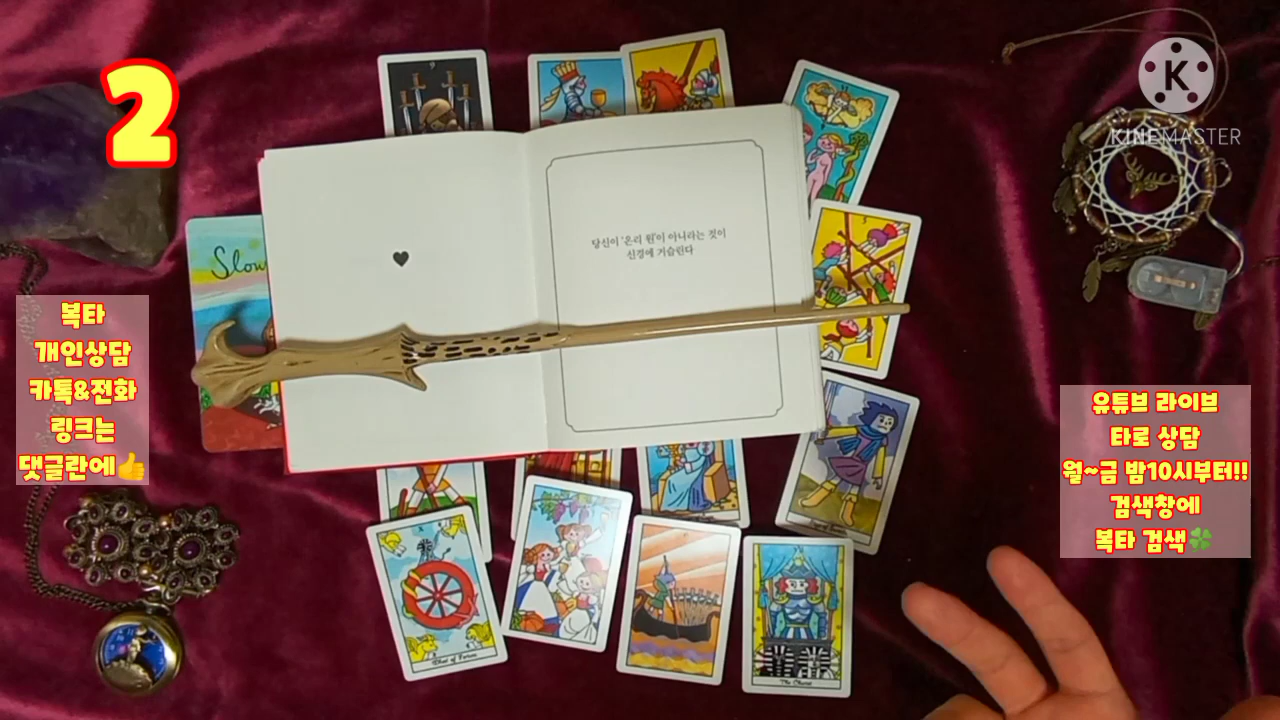 2
K
KINEMASTER
9
Slow
당신이 '온리 원'이 아니라는 것이
신경에 거슬린다
복타
개인상담
카톡&전화
링크는
댓글란에👍
유튜브 라이브
타로 상담
월~금 밤10시부터!!
검색창에
복타 검색🍀
X
The Chariot